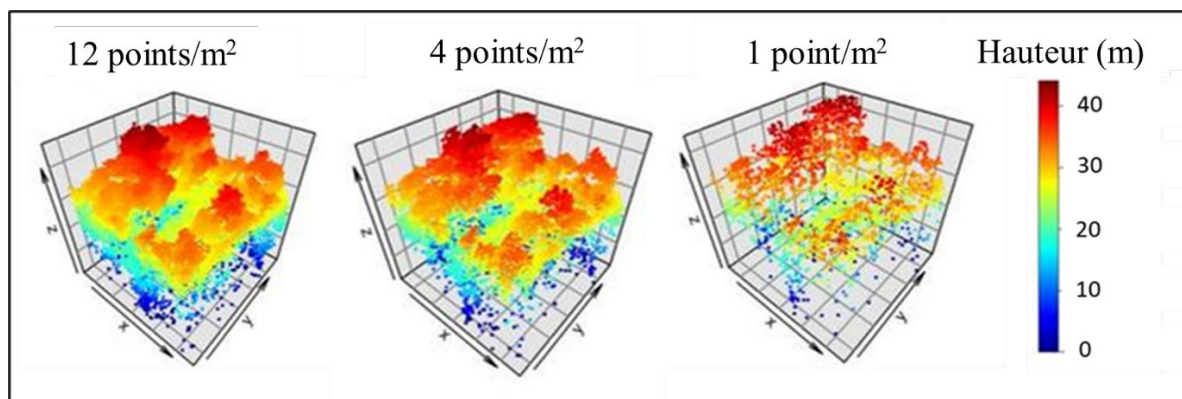 12 points/m²
4 points/m²
1 point/m²
Hauteur (m)
z
x
y
z
x
y
z
x
y
40
30
20
10
0